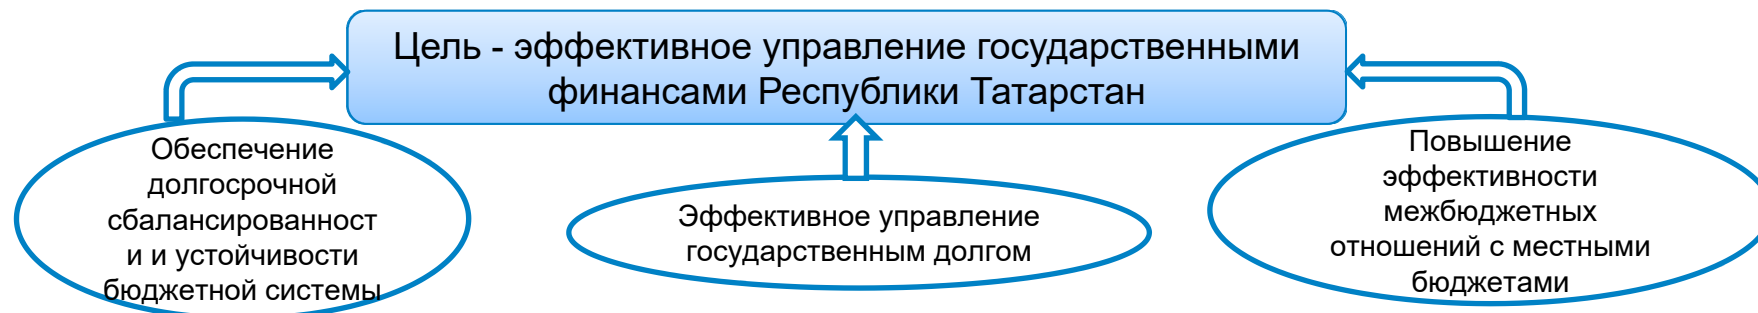 Цель - эффективное управление государственными
финансами Республики Татарстан
Обеспечение
долгосрочной
сбалансированност
и и устойчивости
бюджетной системы
Эффективное управление
государственным долгом
Повышение
эффективности
межбюджетных
отношений с местными
бюджетами